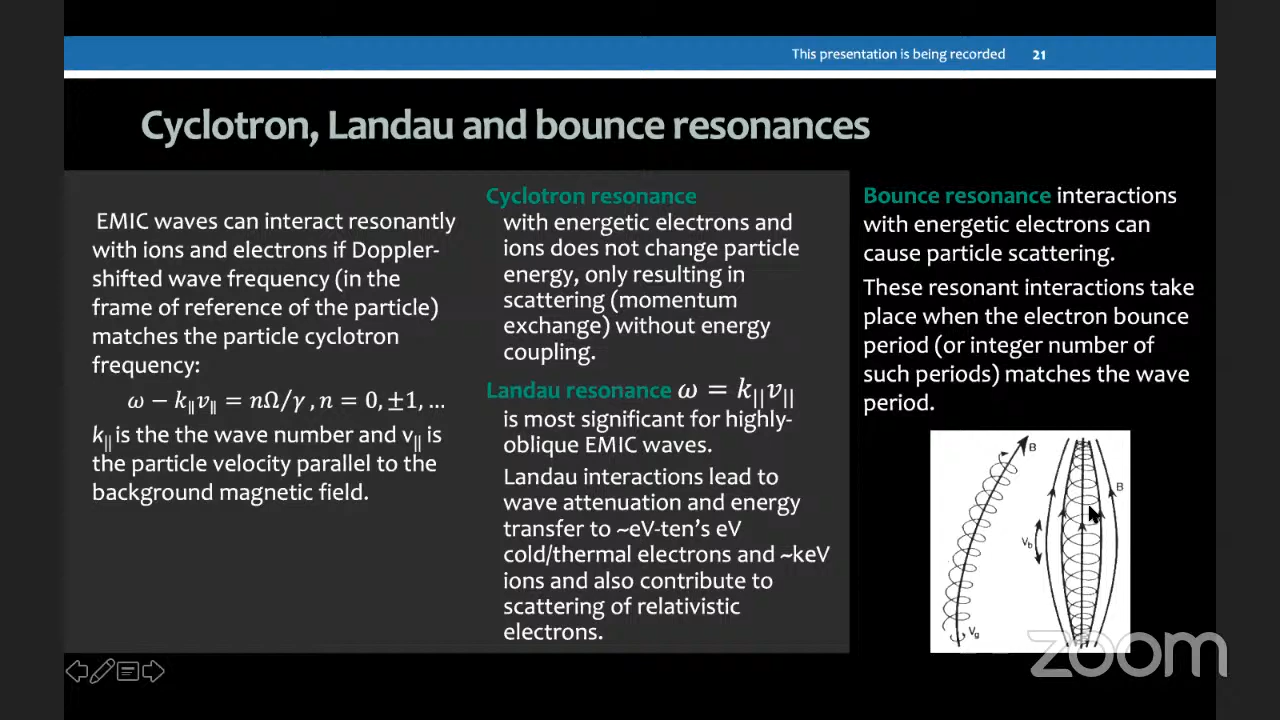 This presentation is being recorded 21
Cyclotron, Landau and bounce resonances
EMIC waves can interact resonantly
with ions and electrons if Doppler-
shifted wave frequency (in the
frame of reference of the particle)
matches the particle cyclotron
frequency:
ω − k∥v∥ = nΩ/γ , n = 0, ±1, …
k∥ is the the wave number and v∥ is
the particle velocity parallel to the
background magnetic field.
Cyclotron resonance
with energetic electrons and
ions does not change particle
energy, only resulting in
scattering (momentum
exchange) without energy
coupling.
Landau resonance ω = k||v||
is most significant for highly-
oblique EMIC waves.
Landau interactions lead to
wave attenuation and energy
transfer to ~eV-ten's eV
cold/thermal electrons and ~keV
ions and also contribute to
scattering of relativistic
electrons.
Bounce resonance interactions
with energetic electrons can
cause particle scattering.
These resonant interactions take
place when the electron bounce
period (or integer number of
such periods) matches the wave
period.
B
B
Vb
Vg
zoom